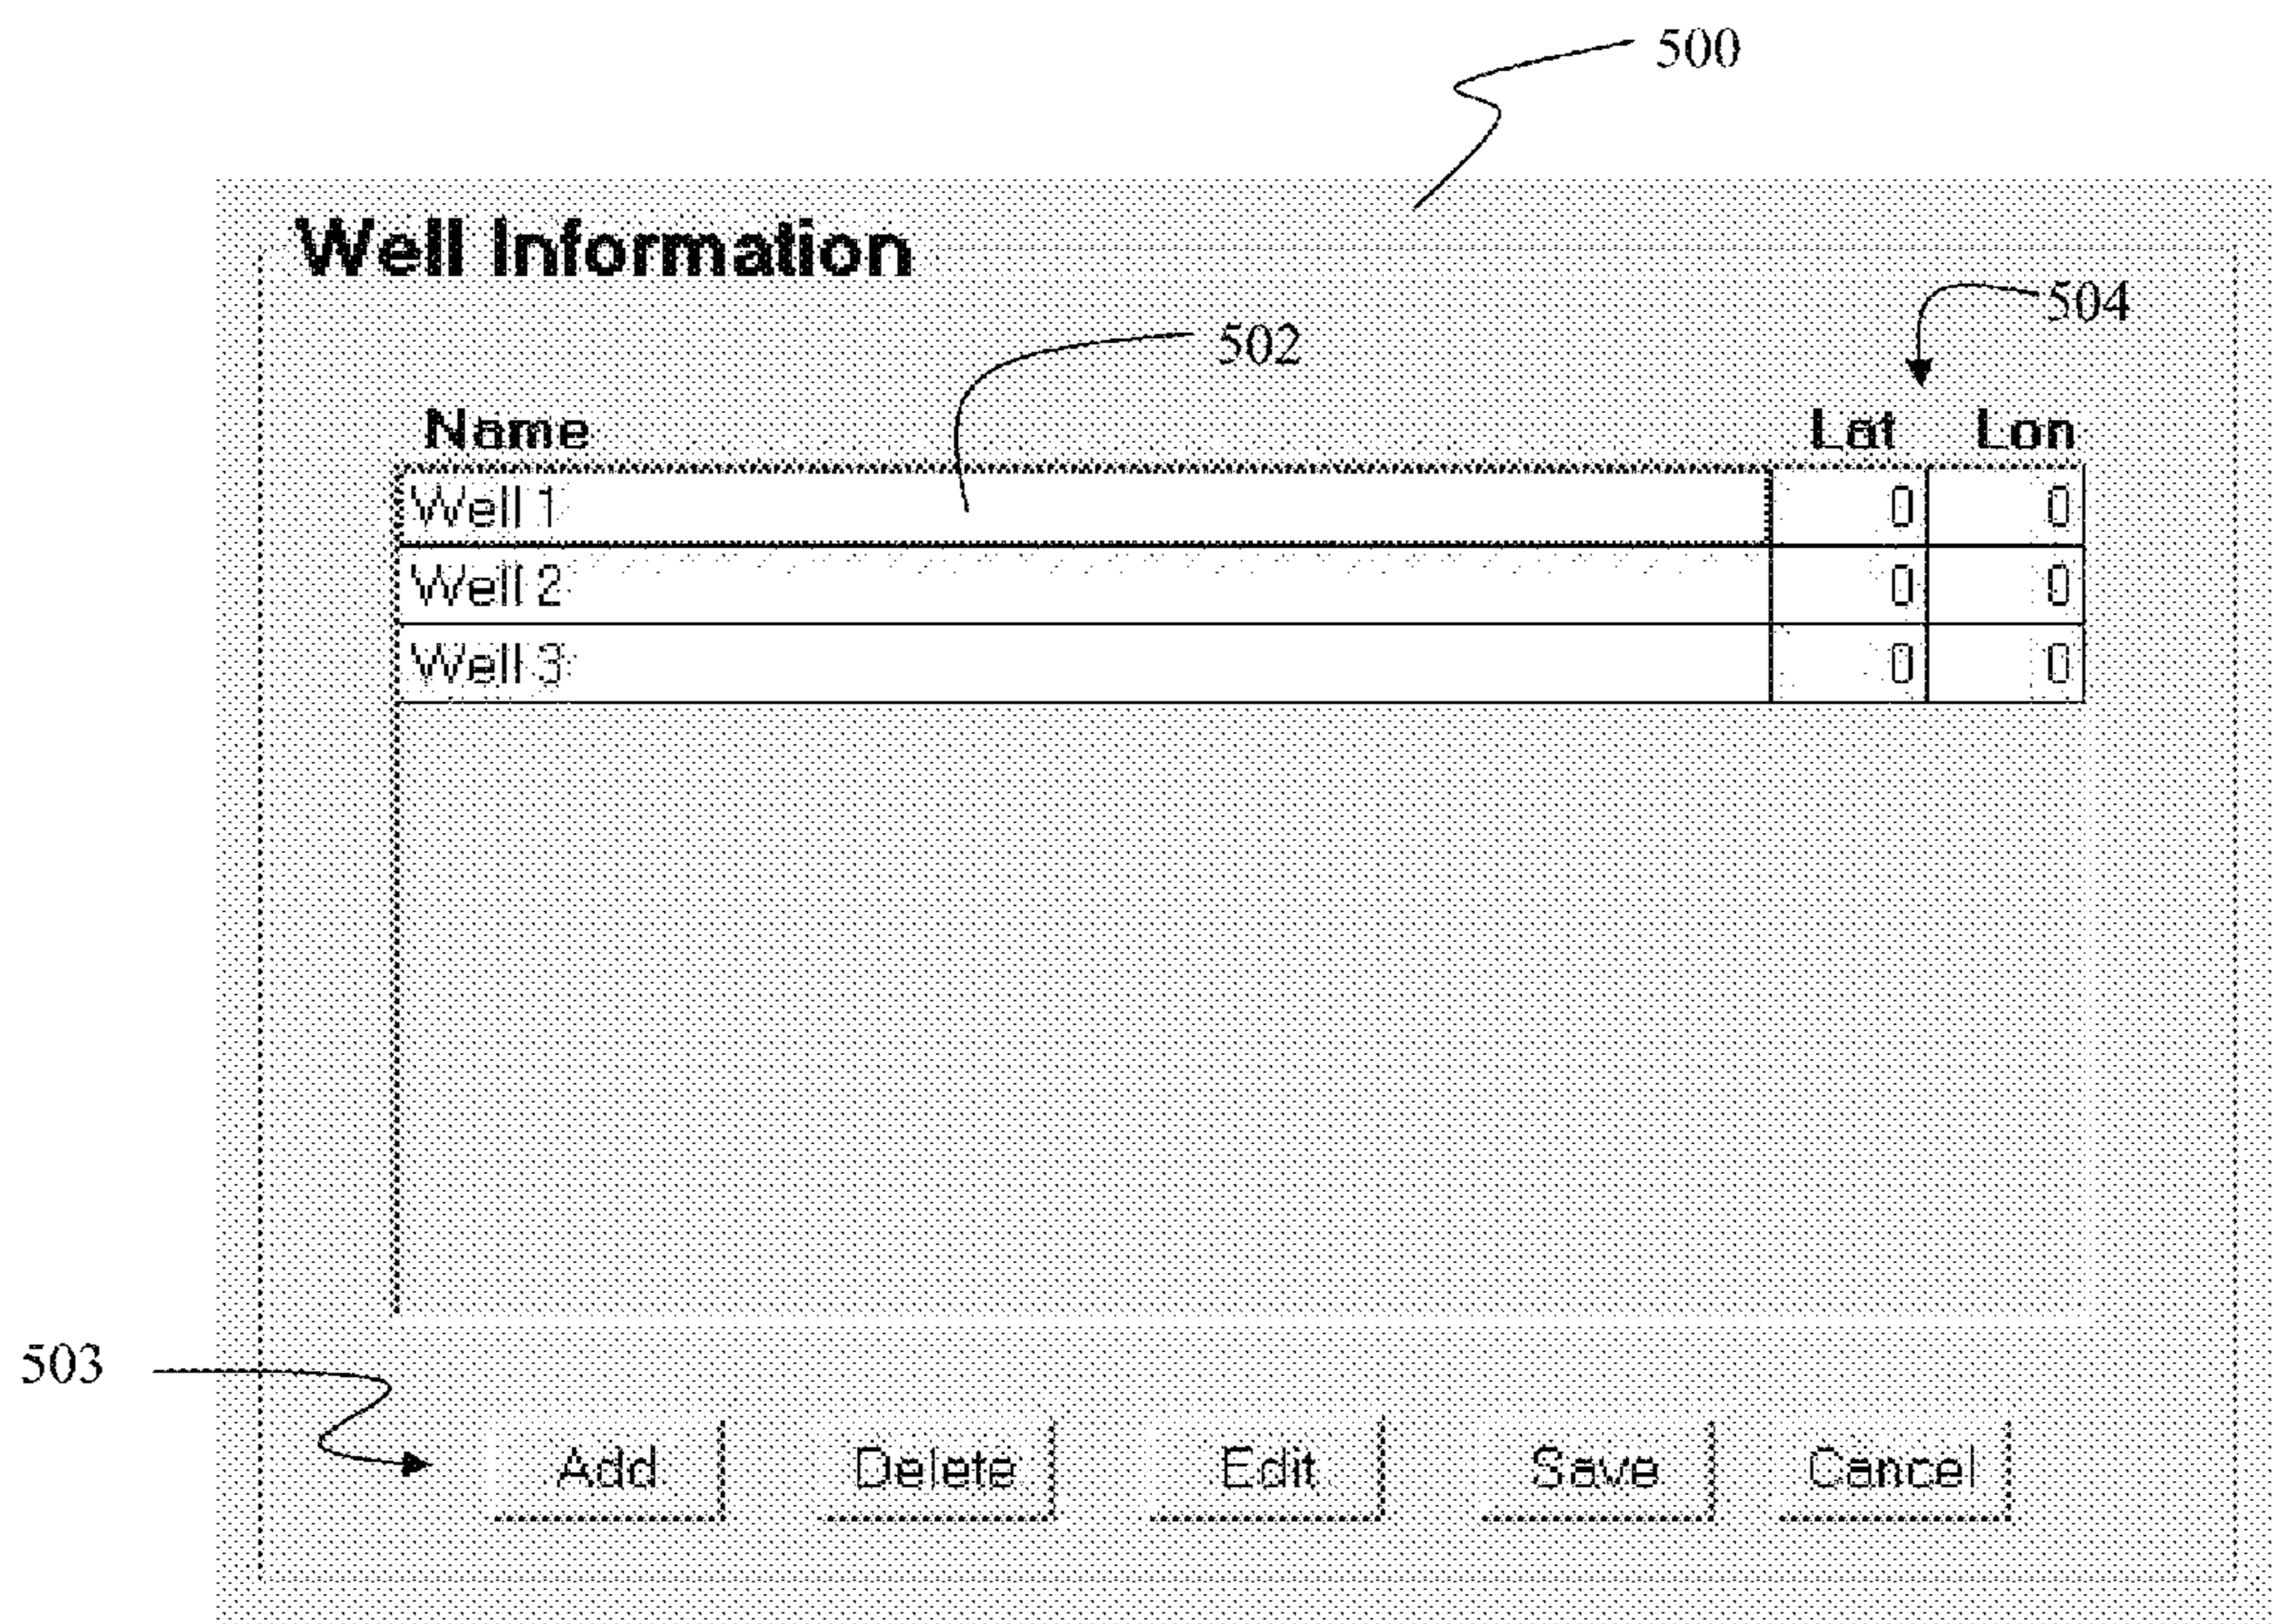 500
Well Information
504
502
Name Lat Lon
Well 1 0 0
Well 2 0 0
Well 3 0 0
503
Add Delete Edit Save Cancel